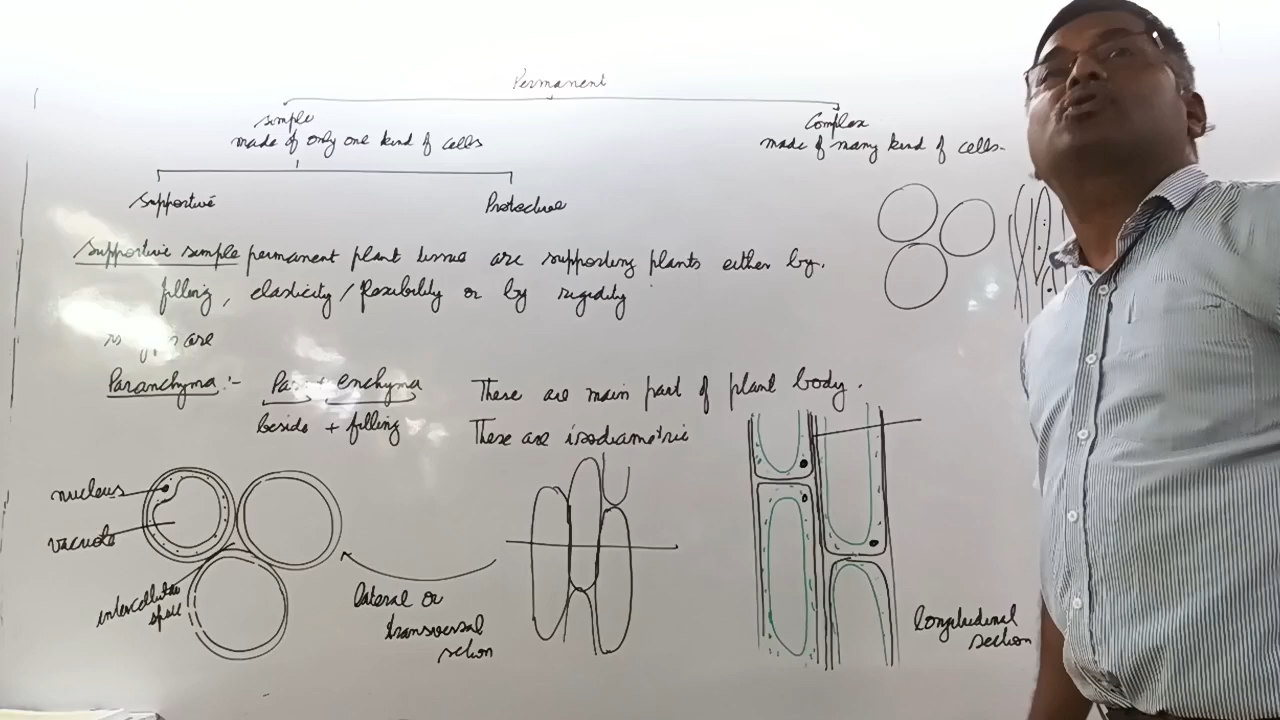 Permanent
simple
made of only one kind of cells
Complex
made of many kind of cells.
Supportive
Protective
Supportive simple permanent plant tissue are supporting plants either by.
filling, elasticity/flexibility or by rigidity
are
Paranchyma :- Par + enchyma
beside + filling
These are main part of plant body.
These are isodiametric
nucleus
vacuole
intercellular
space
lateral or
transversal
section
longitudinal
section